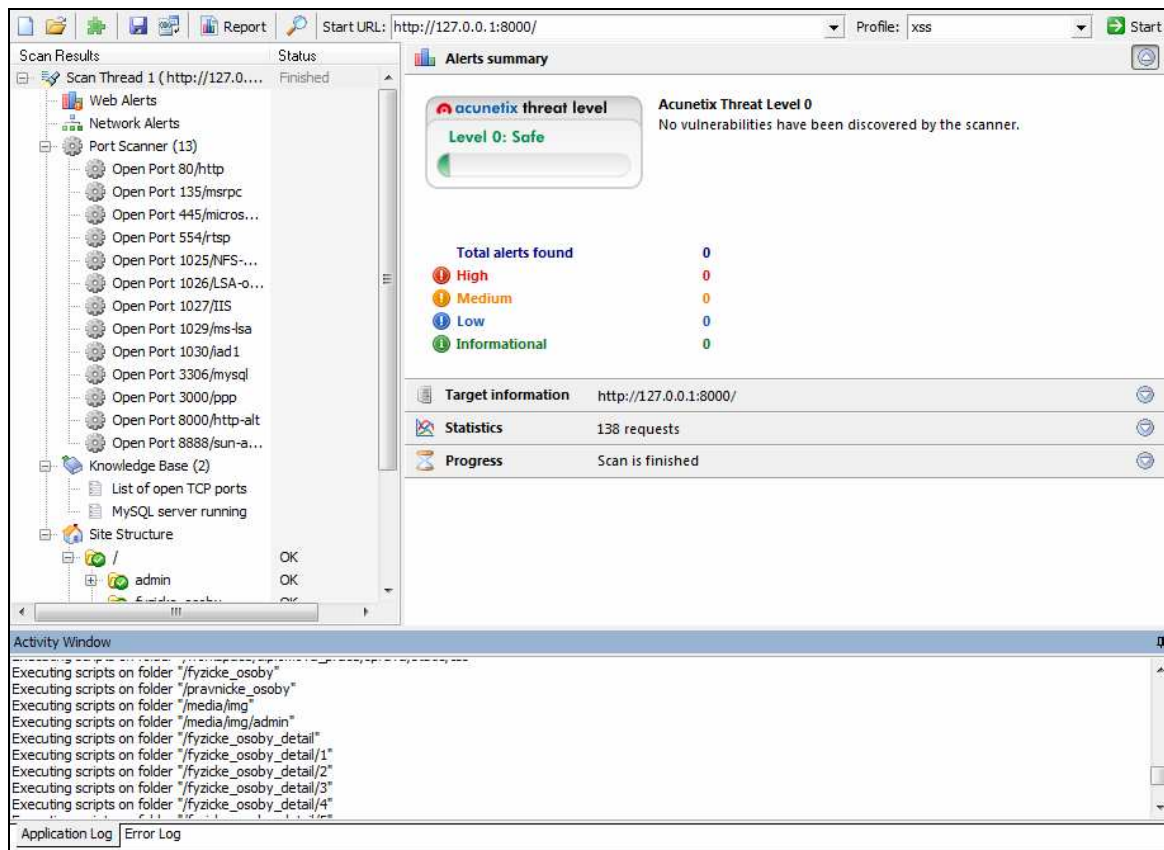 Report
Start URL: http://127.0.0.1:8000/
Profile: xss
Start
Scan Results
Status
Scan Thread 1 ( http://127.0....
Finished
Web Alerts
Network Alerts
Port Scanner (13)
Open Port 80/http
Open Port 135/msrpc
Open Port 445/micros...
Open Port 554/rtsp
Open Port 1025/NFS-...
Open Port 1026/LSA-o...
Open Port 1027/IIS
Open Port 1029/ms-lsa
Open Port 1030/iad1
Open Port 3306/mysql
Open Port 3000/ppp
Open Port 8000/http-alt
Open Port 8888/sun-a...
Knowledge Base (2)
List of open TCP ports
MySQL server running
Site Structure
/ OK
admin OK
Alerts summary
acunetix threat level
Level 0: Safe
Acunetix Threat Level 0
No vulnerabilities have been discovered by the scanner.
Total alerts found 0
High 0
Medium 0
Low 0
Informational 0
Target information http://127.0.0.1:8000/
Statistics 138 requests
Progress Scan is finished
Activity Window
Executing scripts on folder "/fyzicke_osoby"
Executing scripts on folder "/pravnicke_osoby"
Executing scripts on folder "/media/img"
Executing scripts on folder "/media/img/admin"
Executing scripts on folder "/fyzicke_osoby_detail"
Executing scripts on folder "/fyzicke_osoby_detail/1"
Executing scripts on folder "/fyzicke_osoby_detail/2"
Executing scripts on folder "/fyzicke_osoby_detail/3"
Executing scripts on folder "/fyzicke_osoby_detail/4"
Application Log
Error Log